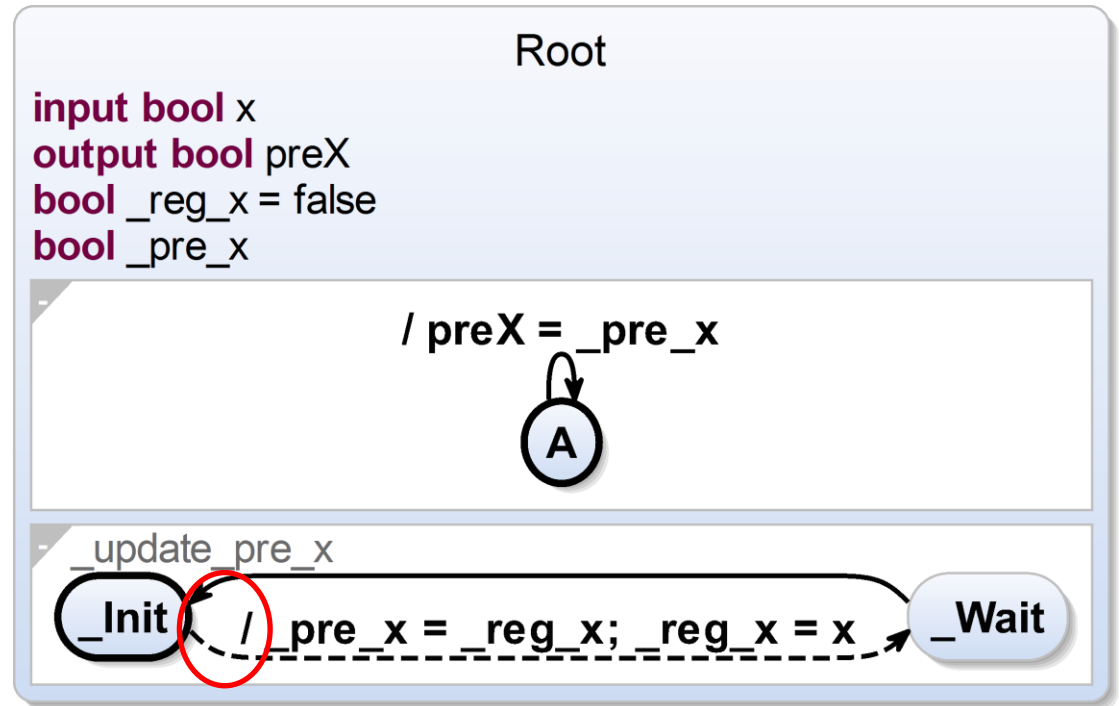 Root
input bool x
output bool preX
bool _reg_x = false
bool _pre_x
-
/ preX = _pre_x
A
-
_update_pre_x
_Init
/ _pre_x = _reg_x; _reg_x = x
_Wait